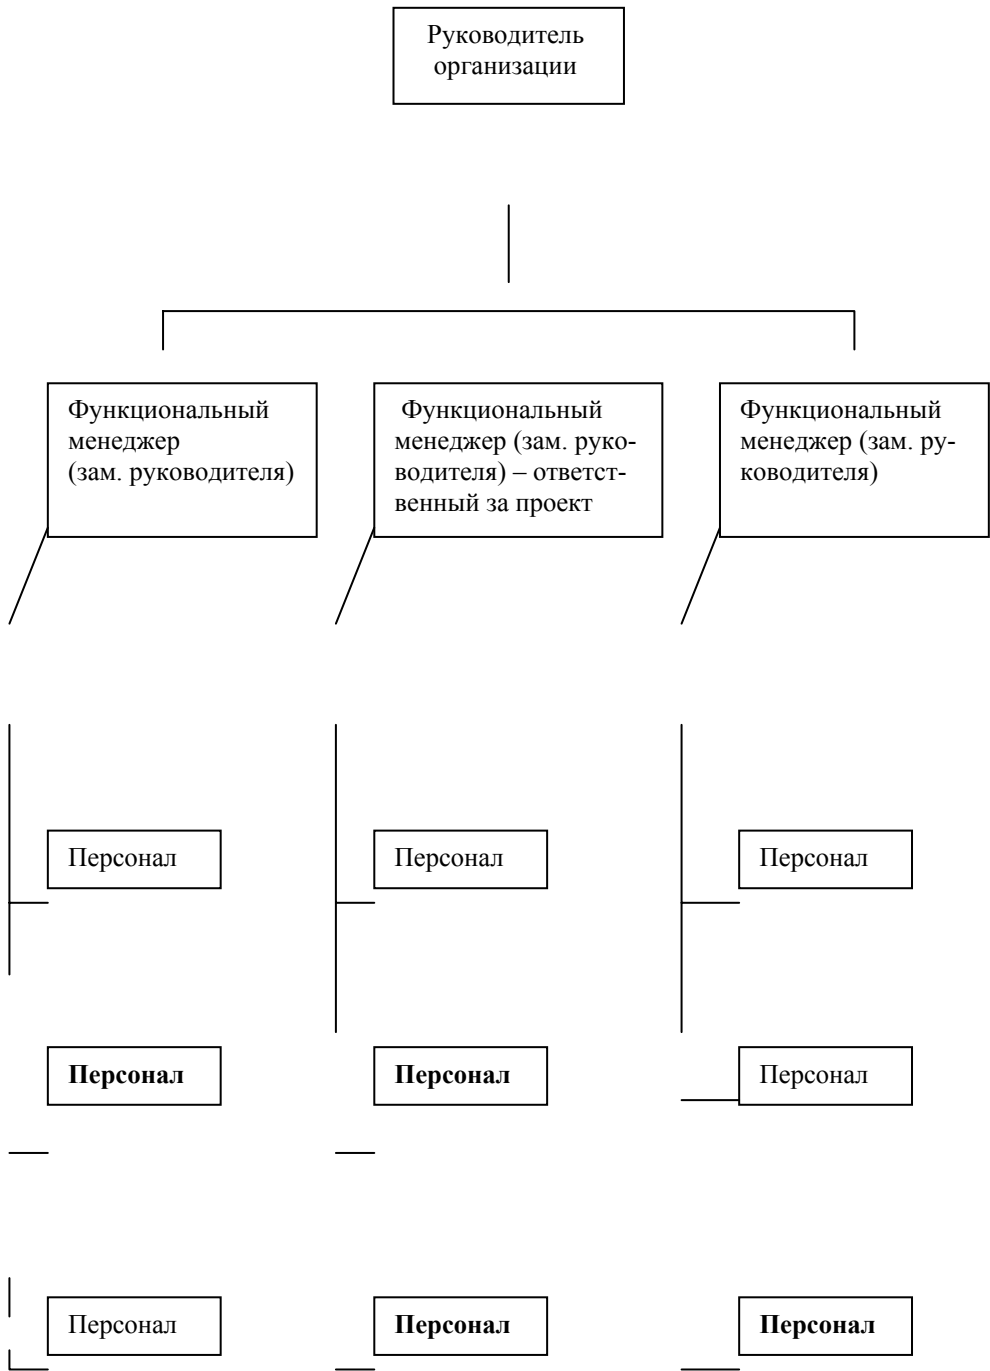 Руководитель
организации
Функциональный
менеджер
(зам. руководителя)
Функциональный
менеджер (зам. руко-
водителя) – ответст-
венный за проект
Функциональный
менеджер (зам. ру-
ководителя)
Персонал
Персонал
Персонал
Персонал
Персонал
Персонал
Персонал
Персонал
Персонал